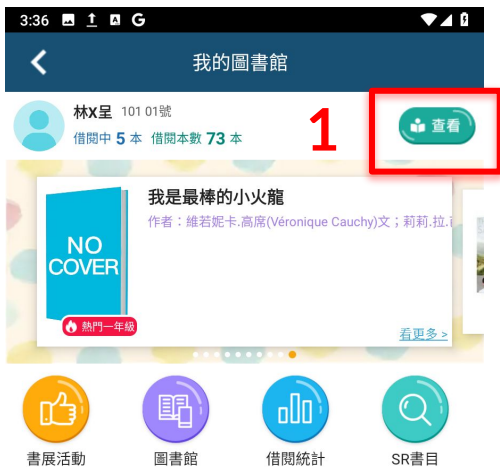 3:36 A G
我的圖書館
林X呈 101 01號
借閱中 5 本 借閱本數 73 本
1
查看
我是最棒的小火龍
作者：維若妮卡.高席(Véronique Cauchy)文；莉莉.拉.
NO
COVER
熱門一年級
看更多 >
書展活動 圖書館 借閱統計 SR書目